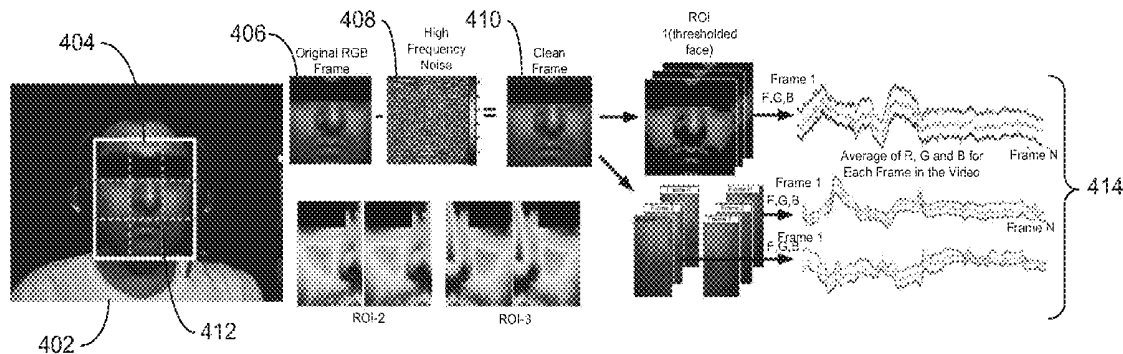 404
406
408
410
Original RGB
Frame
High
Frequency
Noisa
Clean
Frame
=
ROI
1(thresholded
face)
Frame 1
F,G,B
Frame N
Average of R, G and B for
Each Frame in the Video
Frame 1
F,G,B
Frame N
Frame 1
F,G,B
414
ROI-2
ROI-3
402
412